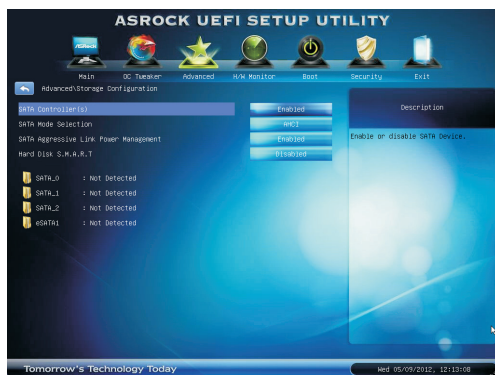 ASROCK UEFI SETUP UTILITY
ASRock
Main OC Tweaker Advanced H/W Monitor Boot Security Exit
Advanced\Storage Configuration
SATA Controller(s) Enabled
SATA Mode Selection AHCI
SATA Aggressive Link Power Management Enabled
Hard Disk S.M.A.R.T Disabled
SATA_0 : Not Detected
SATA_1 : Not Detected
SATA_2 : Not Detected
eSATA1 : Not Detected
Description
Enable or disable SATA Device.
Tomorrow's Technology Today
Wed 05/09/2012, 12:13:08